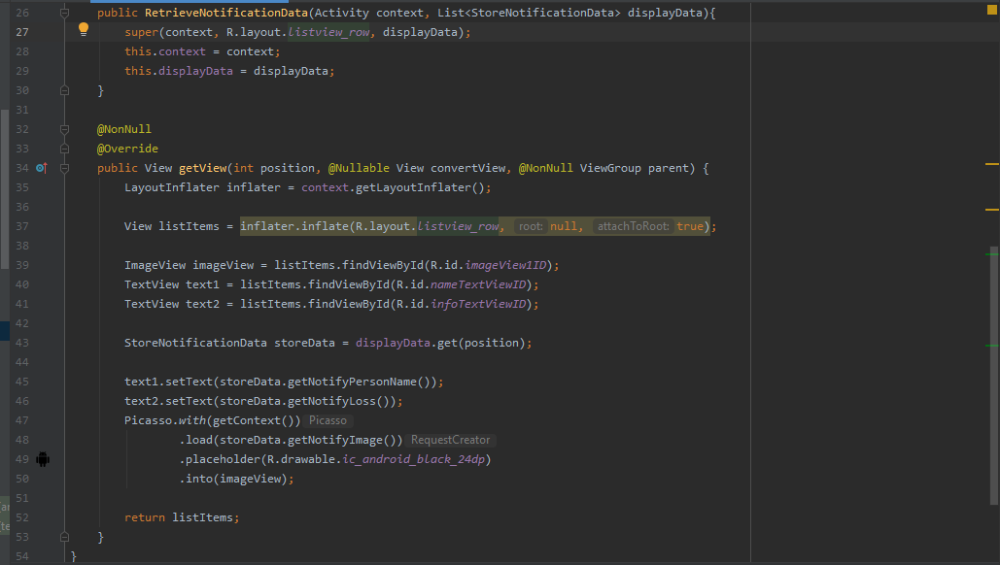 26 public RetrieveNotificationData(Activity context, List<StoreNotificationData> displayData){
27 super(context, R.layout.listview_row, displayData);
28 this.context = context;
29 this.displayData = displayData;
30 }
31
32 @NonNull
33 @Override
34 public View getView(int position, @Nullable View convertView, @NonNull ViewGroup parent) {
35 LayoutInflater inflater = context.getLayoutInflater();
36
37 View listItems = inflater.inflate(R.layout.listview_row, root: null, attachToRoot: true);
38
39 ImageView imageView = listItems.findViewById(R.id.imageView1ID);
40 TextView text1 = listItems.findViewById(R.id.nameTextViewID);
41 TextView text2 = listItems.findViewById(R.id.infoTextViewID);
42
43 StoreNotificationData storeData = displayData.get(position);
44
45 text1.setText(storeData.getNotifyPersonName());
46 text2.setText(storeData.getNotifyLoss());
47 Picasso.with(getContext()) Picasso
48 .load(storeData.getNotifyImage()) RequestCreator
49 .placeholder(R.drawable.ic_android_black_24dp)
50 .into(imageView);
51
52 return listItems;
53 }
54 }